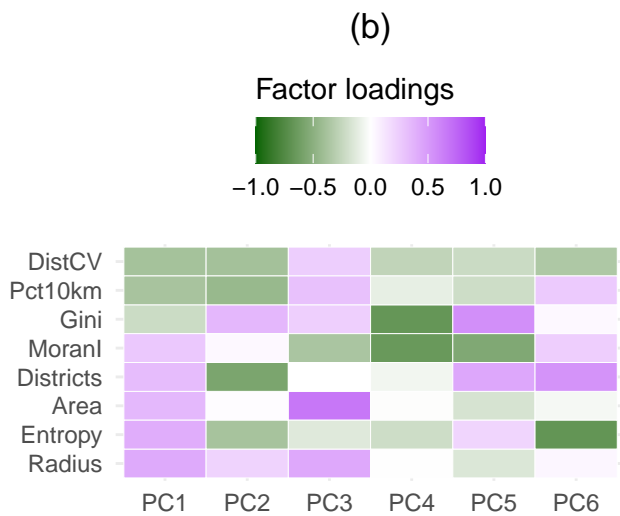 (b)
Factor loadings
−1.0 −0.5 0.0 0.5 1.0
DistCV
Pct10km
Gini
MoranI
Districts
Area
Entropy
Radius
PC1 PC2 PC3 PC4 PC5 PC6